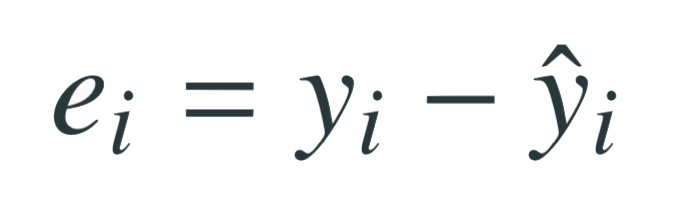 eᵢ = yᵢ − ŷᵢ